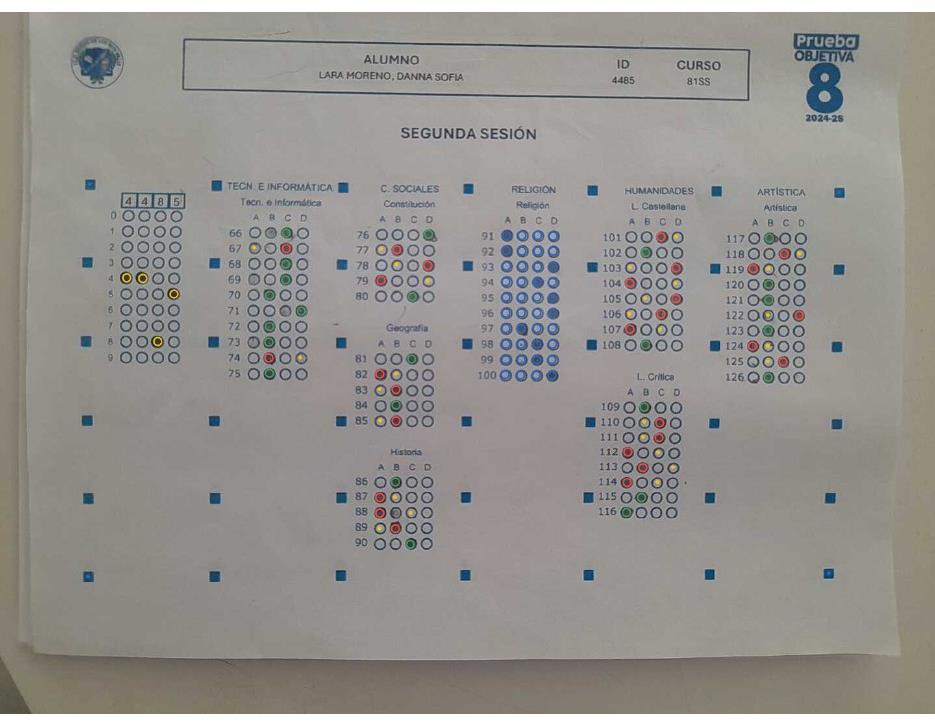 Prueba
OBJETIVA
8
2024-25
ALUMNO
LARA MORENO, DANNA SOFIA
ID
4485
CURSO
81SS
SEGUNDA SESIÓN
4 4 8 5
0
1
2
3
4
5
6
7
8
9
TECN. E INFORMÁTICA
Tecn. e Informática
A B C D
66
67
68
69
70
71
72
73
74
75
C. SOCIALES
Constitución
A B C D
76
77
78
79
80
Geografía
81
82
83
84
85
Historia
A B C D
86
87
88
89
90
RELIGIÓN
Religión
A B C D
91
92
93
94
95
96
97
98
99
100
HUMANIDADES
L. Castellana
A B C D
101
102
103
104
105
106
107
108
L. Crítica
A B C D
109
110
111
112
113
114
115
116
ARTÍSTICA
Artística
A B C D
117
118
119
120
121
122
123
124
125
126